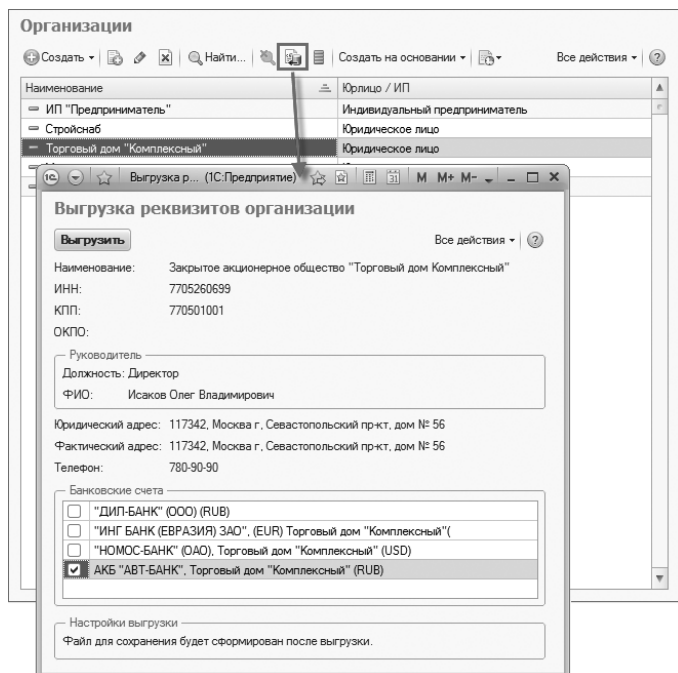 Организации
Создать Найти... Создать на основании Все действия ?
Наименование Юрлицо / ИП
ИП "Предприниматель" Индивидуальный предприниматель
Стройснаб Юридическое лицо
Торговый дом "Комплексный" Юридическое лицо
1С Выгрузка р... (1С:Предприятие) 31 M M+ M-
Выгрузка реквизитов организации
Выгрузить Все действия ?
Наименование: Закрытое акционерное общество "Торговый дом Комплексный"
ИНН: 7705260699
КПП: 770501001
ОКПО:
Руководитель
Должность: Директор
ФИО: Исаков Олег Владимирович
Юридический адрес: 117342, Москва г, Севастопольский пр-кт, дом № 56
Фактический адрес: 117342, Москва г, Севастопольский пр-кт, дом № 56
Телефон: 780-90-90
Банковские счета
"ДИЛ-БАНК" (ООО) (RUB)
"ИНГ БАНК (ЕВРАЗИЯ) ЗАО", (EUR) Торговый дом "Комплексный"(
"НОМОС-БАНК" (ОАО), Торговый дом "Комплексный" (USD)
АКБ "АВТ-БАНК", Торговый дом "Комплексный" (RUB)
Настройки выгрузки
Файл для сохранения будет сформирован после выгрузки.